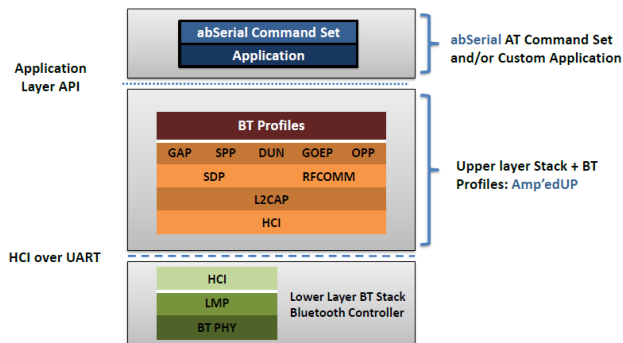 abSerial Command Set
Application
abSerial AT Command Set
and/or Custom Application
Application
Layer API
BT Profiles
GAP SPP DUN GOEP OPP
SDP RFCOMM
L2CAP
HCI
Upper layer Stack + BT
Profiles: Amp'edUP
HCI over UART
HCI
LMP
BT PHY
Lower Layer BT Stack
Bluetooth Controller